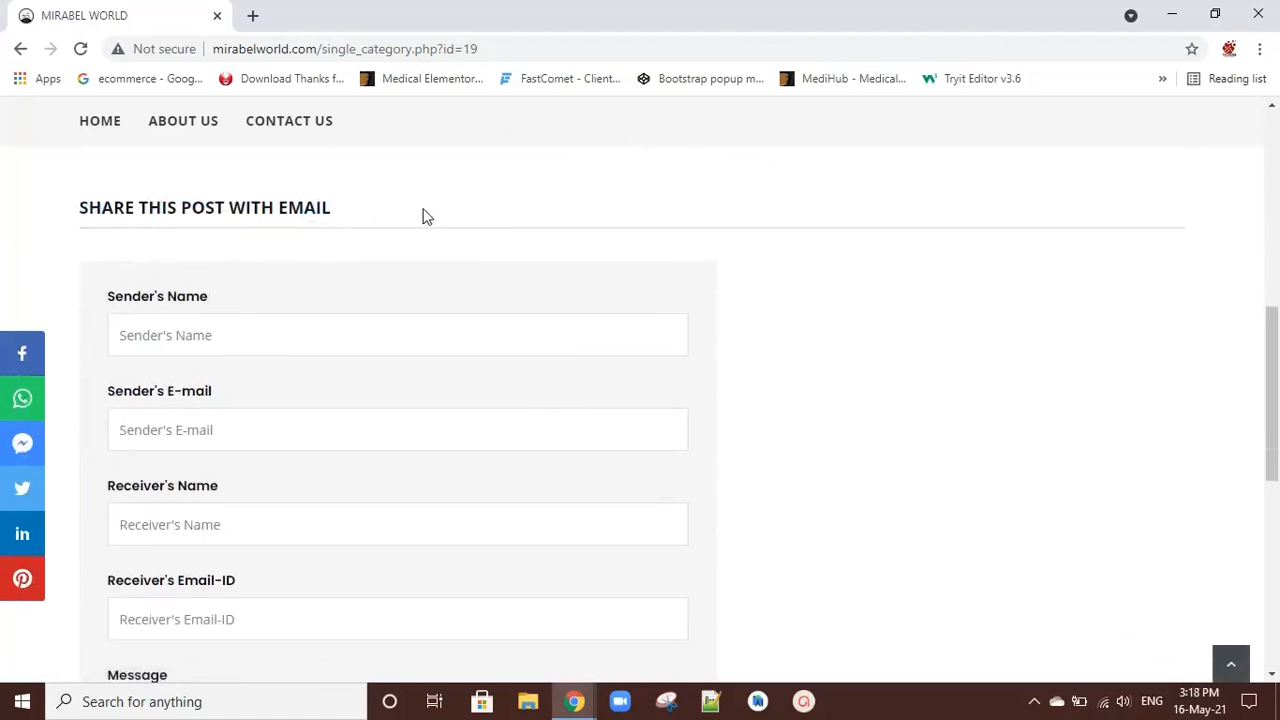 MIRABEL WORLD
Not secure mirabelworld.com/single_category.php?id=19
Apps ecommerce - Goog... Download Thanks f... Medical Elementor... FastComet - Client... Bootstrap popup m... MediHub - Medical... Tryit Editor v3.6 » Reading list
HOME ABOUT US CONTACT US
SHARE THIS POST WITH EMAIL
Sender's Name
Sender's Name
Sender's E-mail
Sender's E-mail
Receiver's Name
Receiver's Name
Receiver's Email-ID
Receiver's Email-ID
Message
Search for anything
ENG
3:18 PM
16-May-21